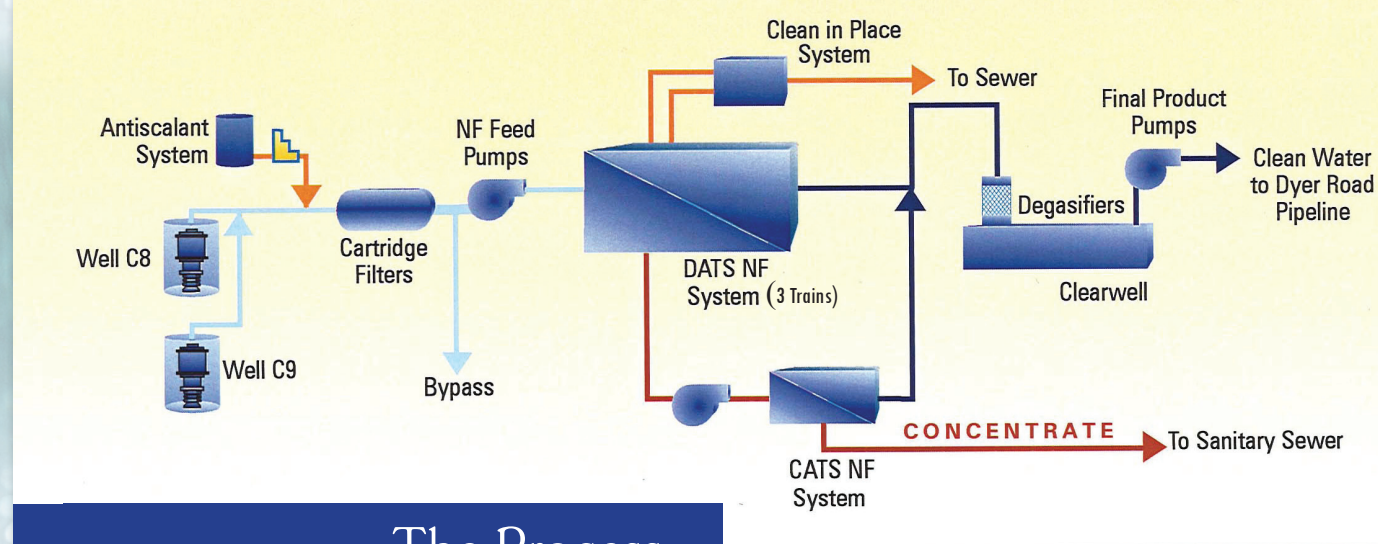 Clean in Place
System
To Sewer
Final Product
Pumps
Antiscalant
System
NF Feed
Pumps
Clean Water
to Dyer Road
Pipeline
Degasifiers
Well C8
Cartridge
Filters
DATS NF
System (3 Trains)
Clearwell
Well C9
Bypass
CONCENTRATE
To Sanitary Sewer
CATS NF
System
The Process